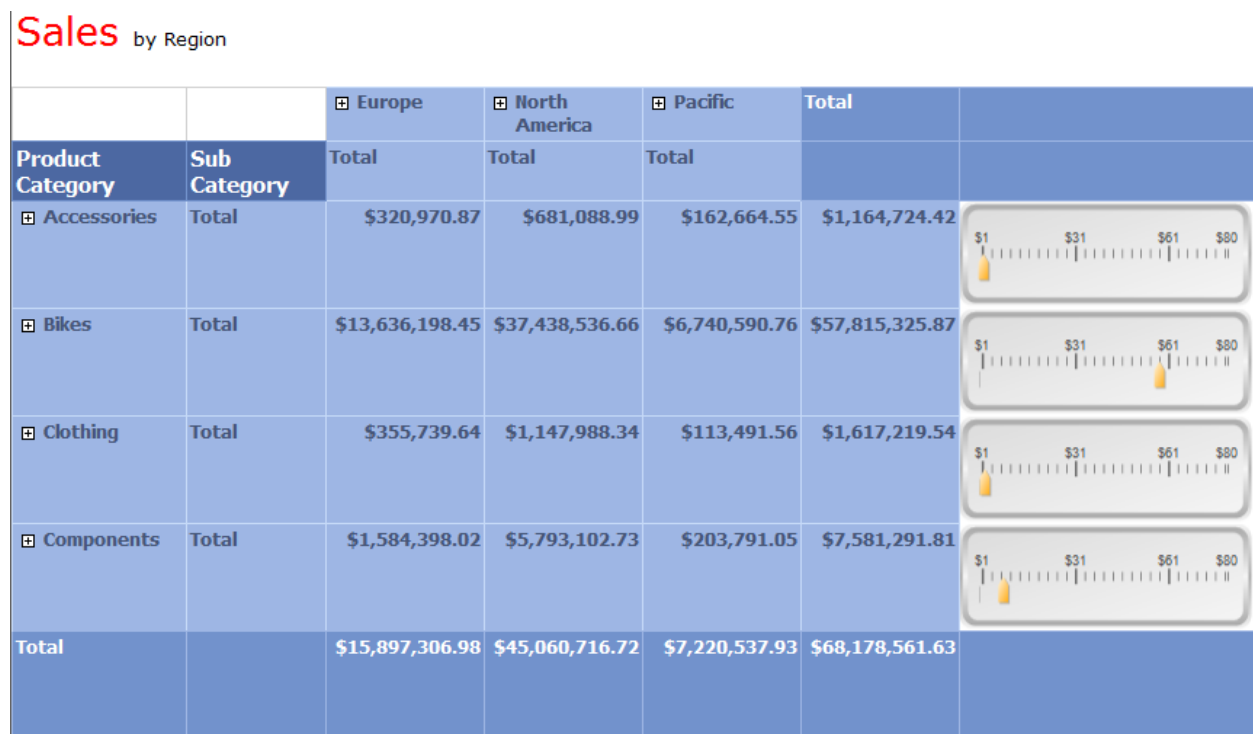 Sales by Region
Europe North Pacific Total
America
Product Sub Total Total Total
Category Category
Accessories Total $320,970.87 $681,088.99 $162,664.55 $1,164,724.42
$1 $31 $61 $80
Bikes Total $13,636,198.45 $37,438,536.66 $6,740,590.76 $57,815,325.87
$1 $31 $61 $80
Clothing Total $355,739.64 $1,147,988.34 $113,491.56 $1,617,219.54
$1 $31 $61 $80
Components Total $1,584,398.02 $5,793,102.73 $203,791.05 $7,581,291.81
$1 $31 $61 $80
Total $15,897,306.98 $45,060,716.72 $7,220,537.93 $68,178,561.63